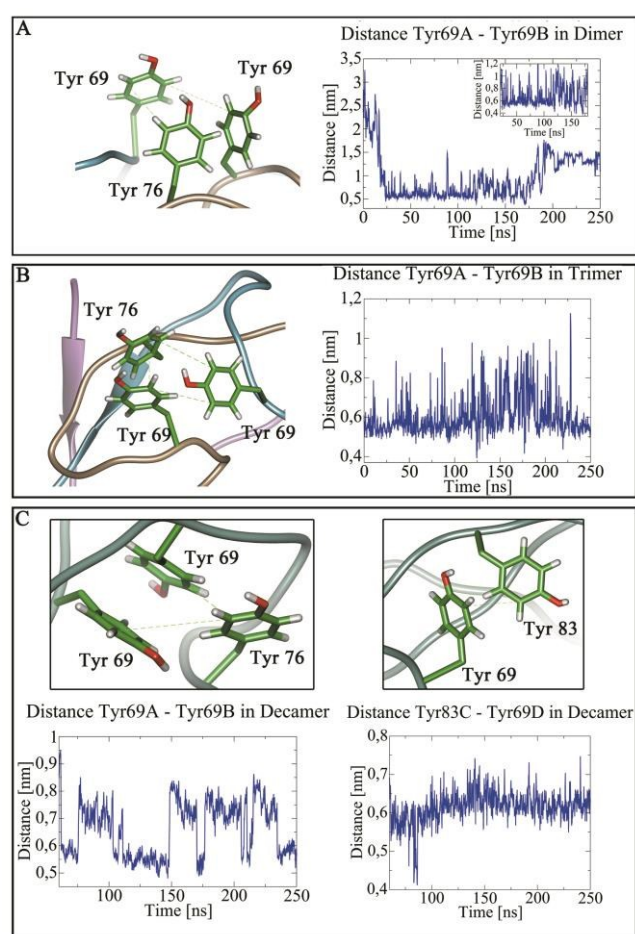 A
Tyr 69
Tyr 69
Tyr 76
Distance Tyr69A - Tyr69B in Dimer
3,5
3
2,5
2
1,5
1
0,5
Distance [nm]
0
50
100
150
200
250
Time [ns]
1,2
1
0,8
0,6
0,4
Distance [nm]
50
100
150
Time [ns]
B
Tyr 76
Tyr 69
Tyr 69
Distance Tyr69A - Tyr69B in Trimer
1,2
1
0,8
0,6
0,4
Distance [nm]
0
50
100
150
200
250
Time [ns]
C
Tyr 69
Tyr 69
Tyr 76
Tyr 83
Tyr 69
Distance Tyr69A - Tyr69B in Decamer
1
0,9
0,8
0,7
0,6
0,5
Distance [nm]
100
150
200
250
Time [ns]
Distance Tyr83C - Tyr69D in Decamer
0,8
0,7
0,6
0,5
0,4
Distance [nm]
100
150
200
250
Time [ns]